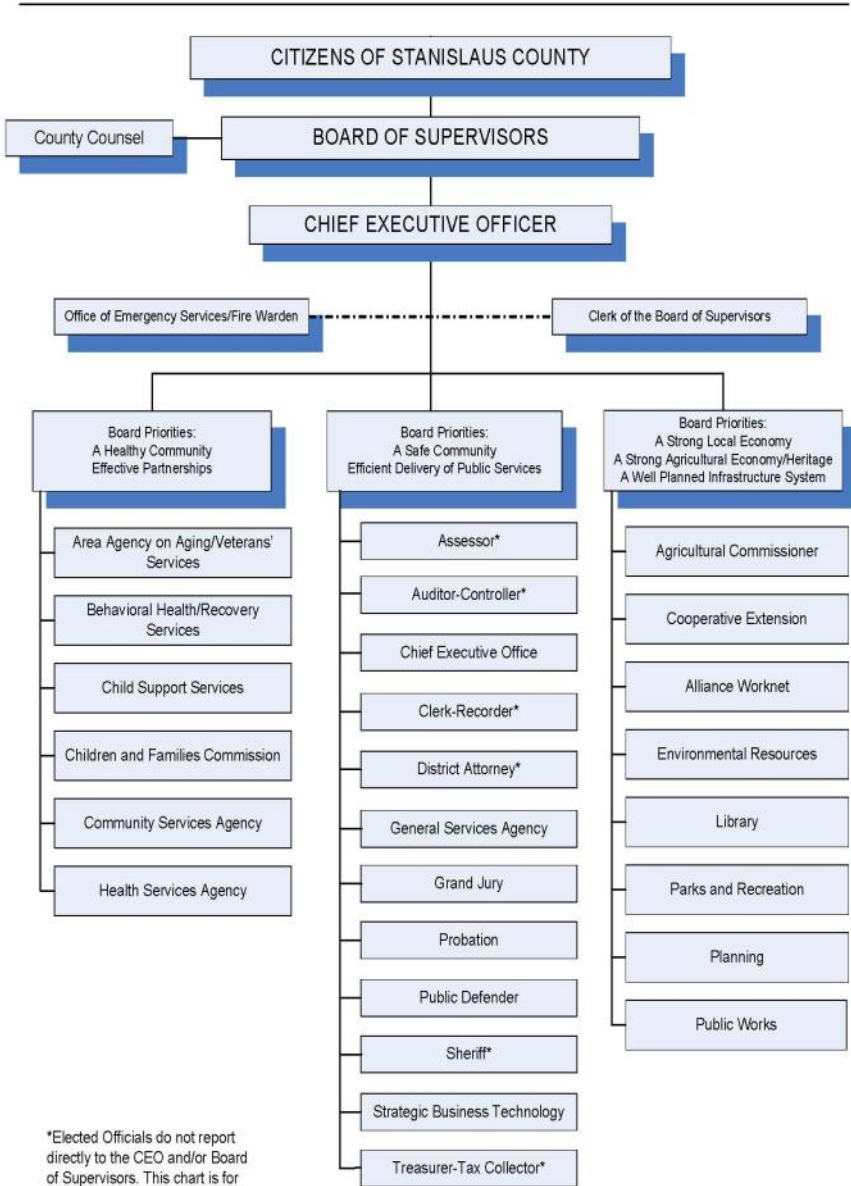 CITIZENS OF STANISLAUS COUNTY
County Counsel
BOARD OF SUPERVISORS
CHIEF EXECUTIVE OFFICER
Office of Emergency Services/Fire Warden
Clerk of the Board of Supervisors
Board Priorities:
A Healthy Community
Effective Partnerships
Area Agency on Aging/Veterans'
Services
Behavioral Health/Recovery
Services
Child Support Services
Children and Families Commission
Community Services Agency
Health Services Agency
Board Priorities:
A Safe Community
Efficient Delivery of Public Services
Assessor*
Auditor-Controller*
Chief Executive Office
Clerk-Recorder*
District Attorney*
General Services Agency
Grand Jury
Probation
Public Defender
Sheriff*
Strategic Business Technology
Treasurer-Tax Collector*
Board Priorities:
A Strong Local Economy
A Strong Agricultural Economy/Heritage
A Well Planned Infrastructure System
Agricultural Commissioner
Cooperative Extension
Alliance Worknet
Environmental Resources
Library
Parks and Recreation
Planning
Public Works
*Elected Officials do not report
directly to the CEO and/or Board
of Supervisors. This chart is for